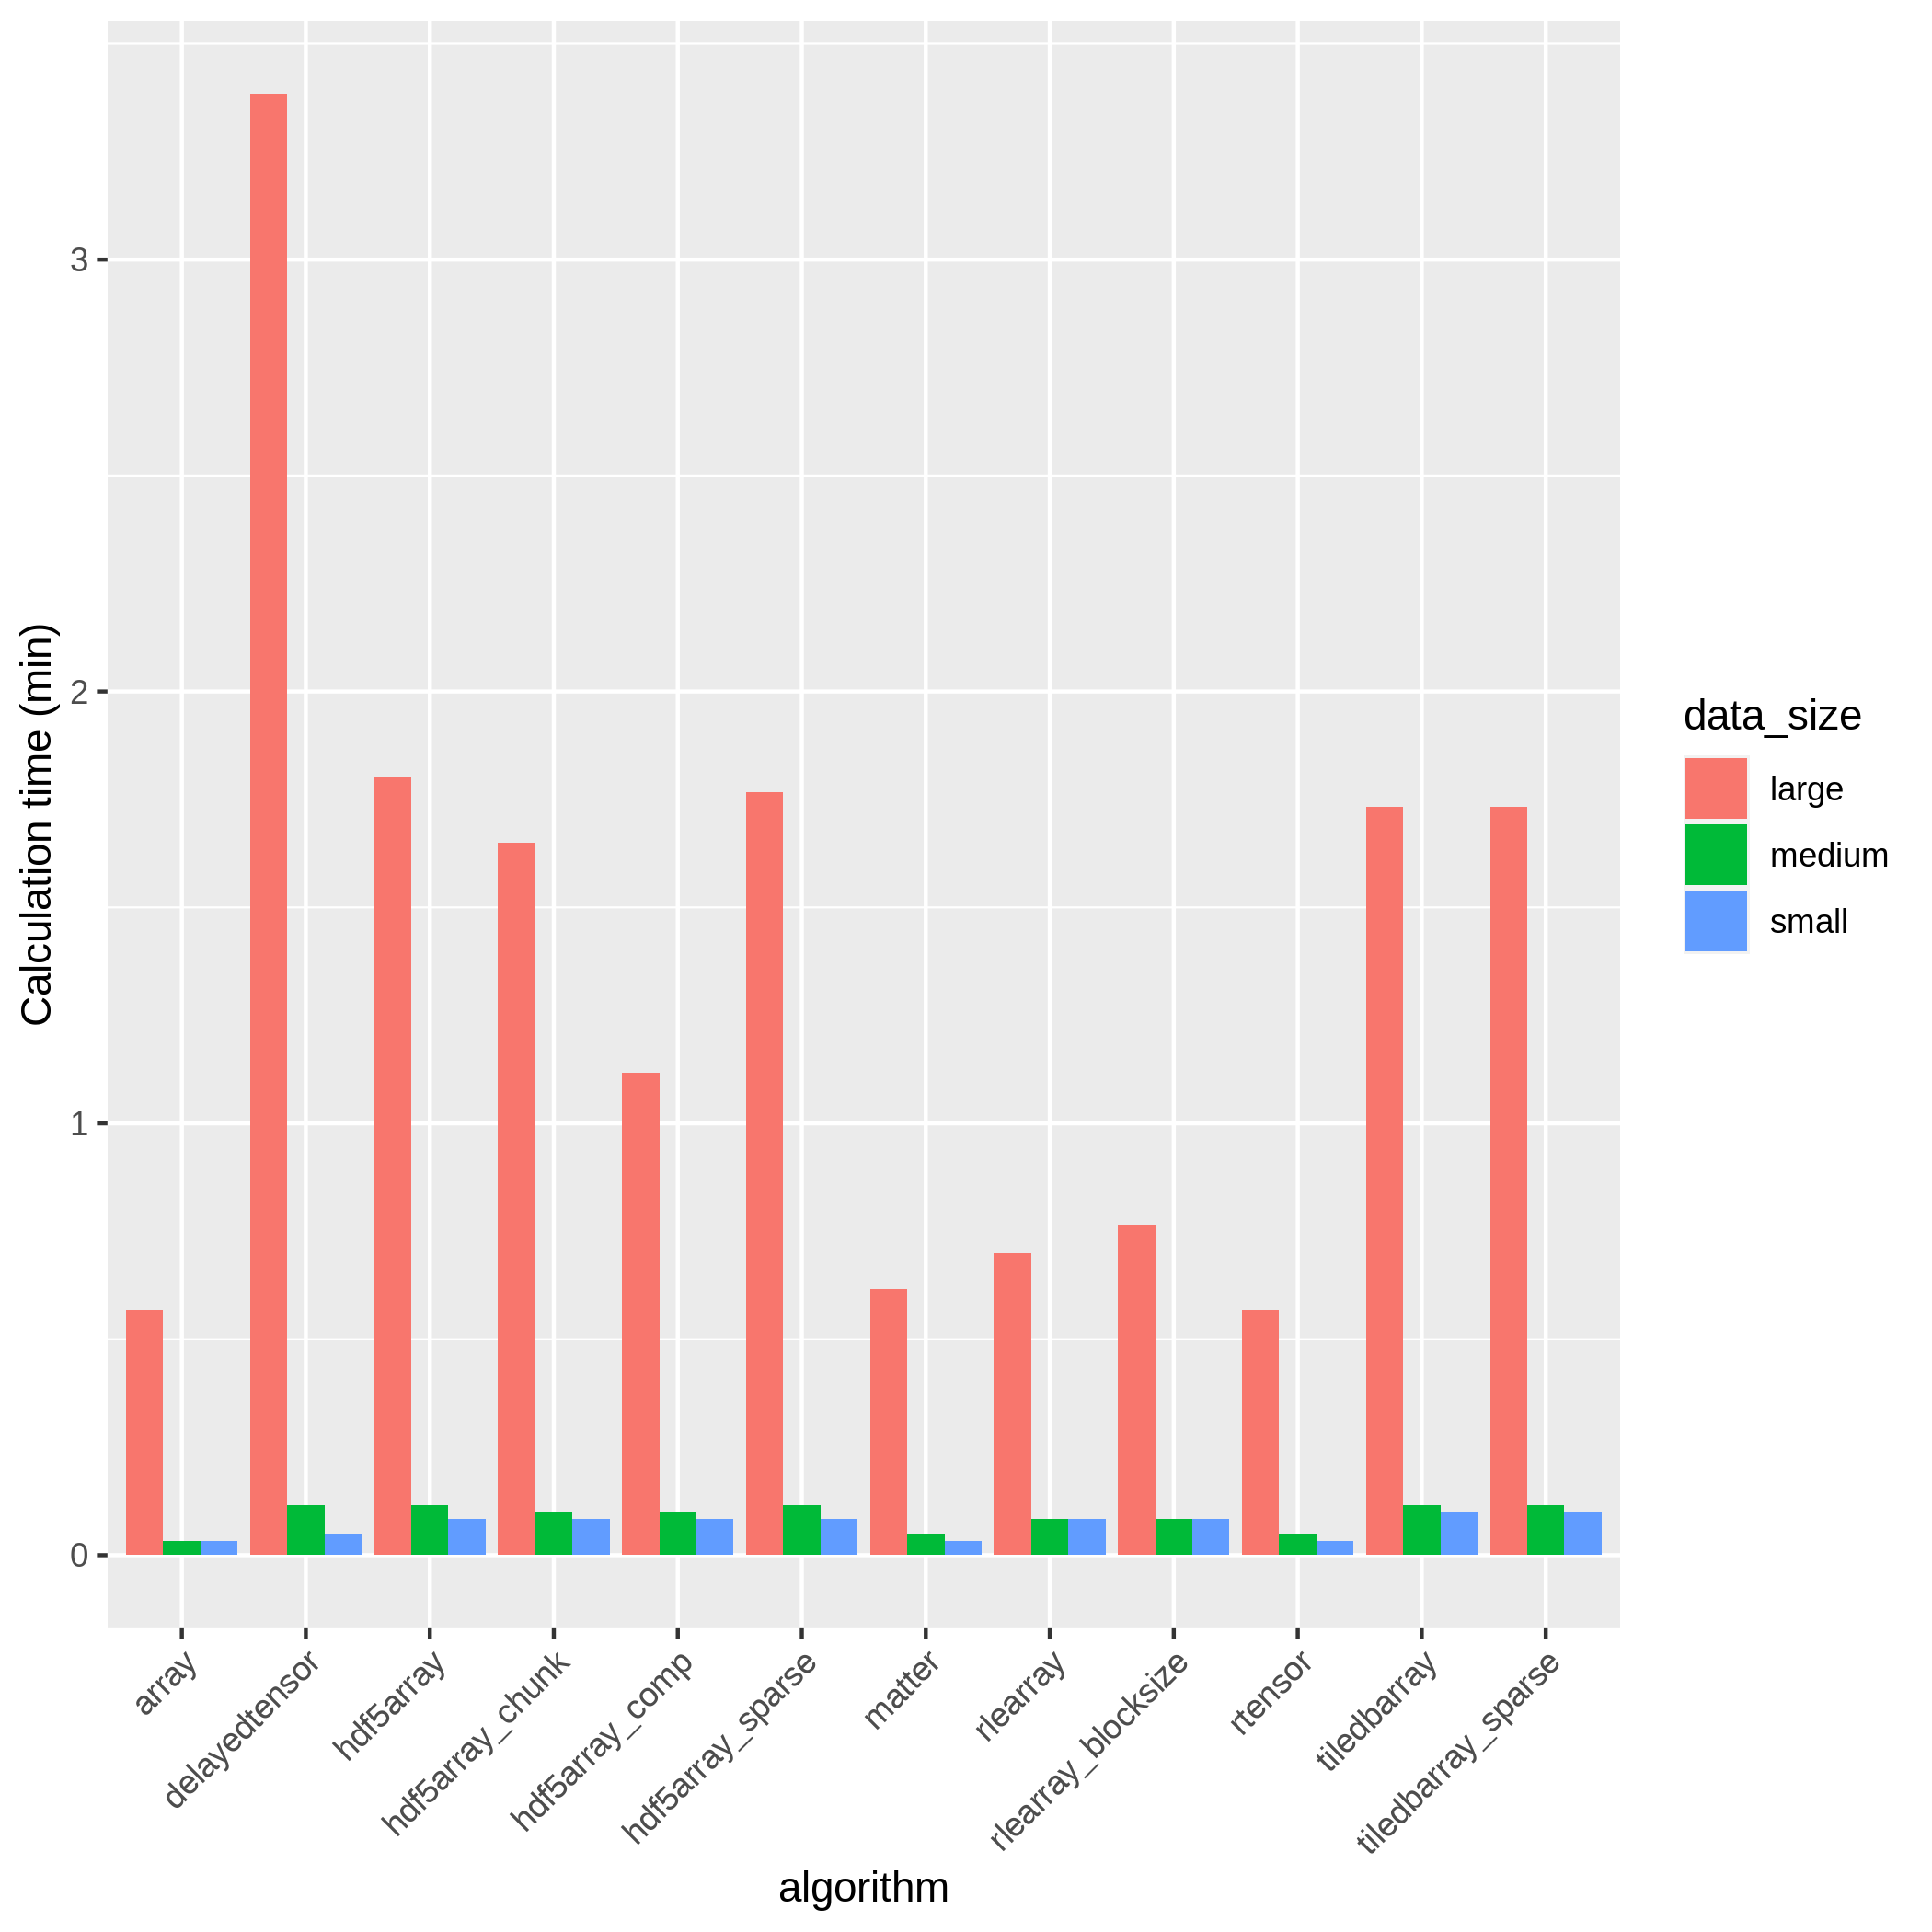 Calculation time (min)
3
2
1
0
array
delayedtensor
hdf5array
hdf5array_chunk
hdf5array_comp
hdf5array_sparse
matter
rlearray
rlearray_blocksize
rtensor
tiledbarray
tiledbarray_sparse
algorithm
data_size
large
medium
small